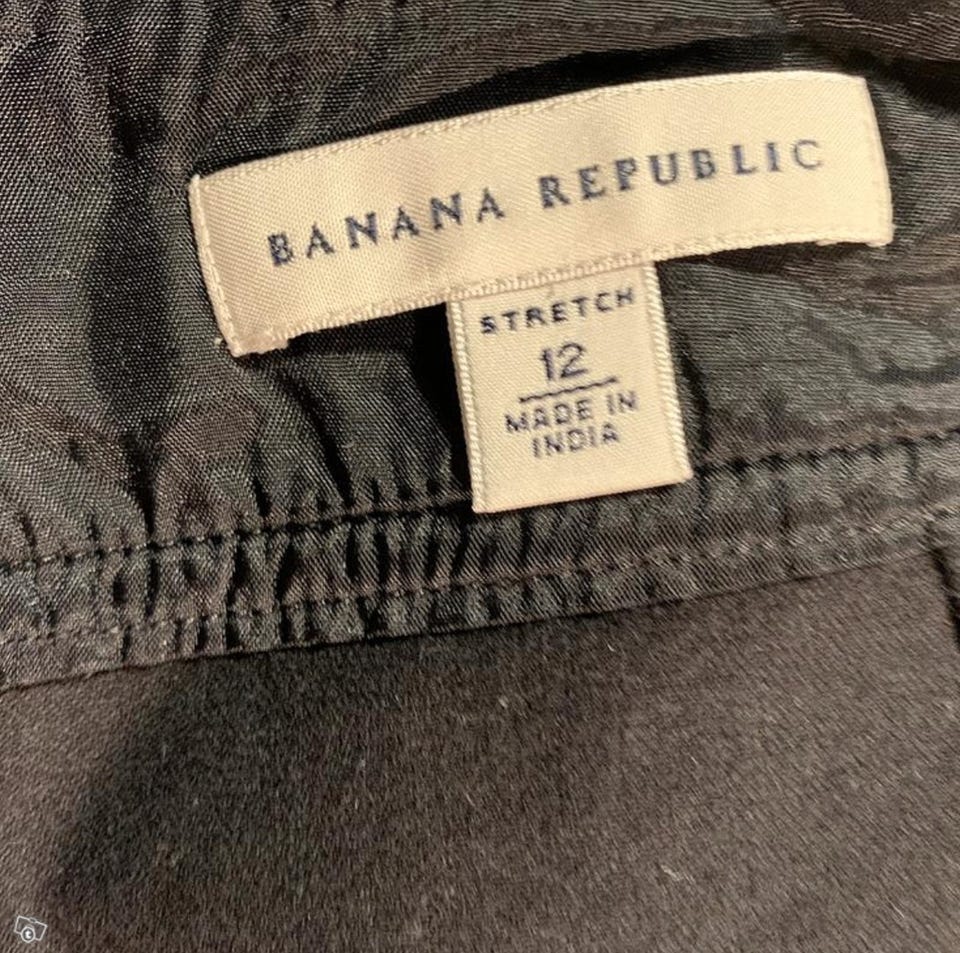 BANANA REPUBLIC
STRETCH
12
MADE IN
INDIA